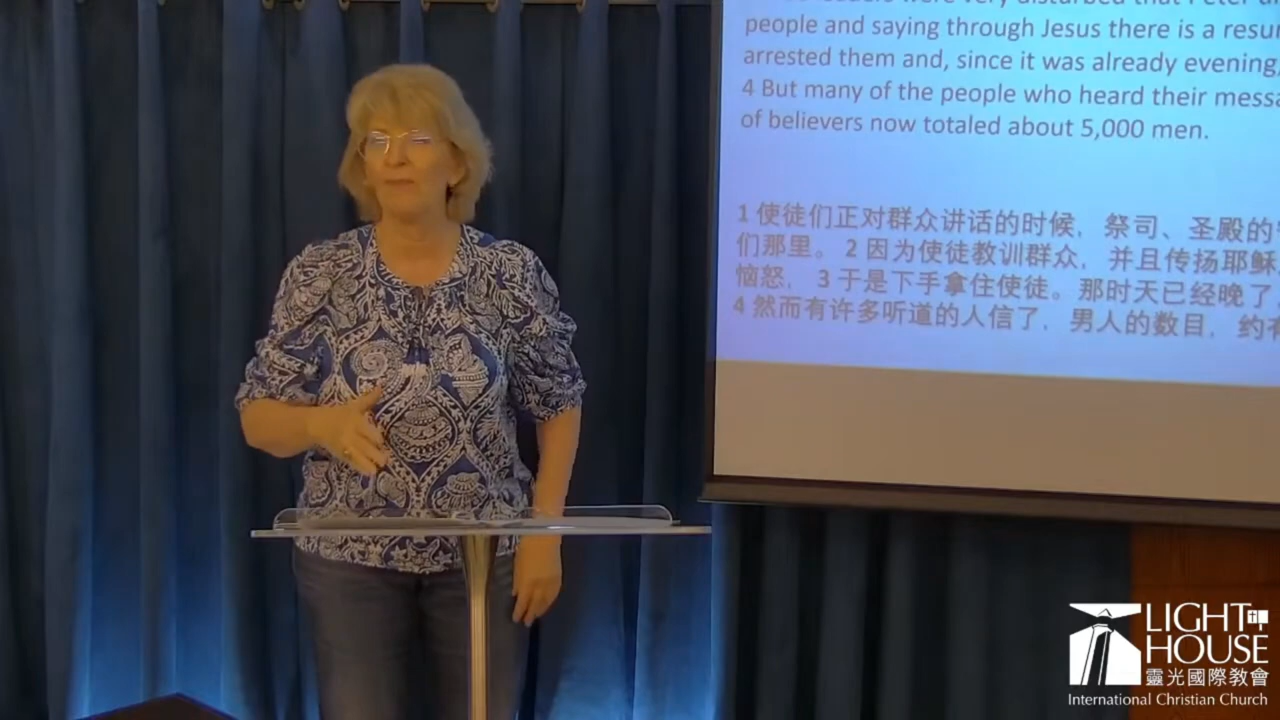 were very disturbed that Peter
people and saying through Jesus there is a
arrested them and, since it was already evening,
4 But many of the people who heard their
of believers now totaled about 5,000 men.
1 使徒们正对群众讲话的时候，祭司、圣殿的
们那里。 2 因为使徒教训群众，并且传扬耶稣
恼怒， 3 于是下手拿住使徒。那时天已经晚了
4 然而有许多听道的人信了，男人的数目，约
LIGHT
HOUSE
靈光國際教會
International Christian Church